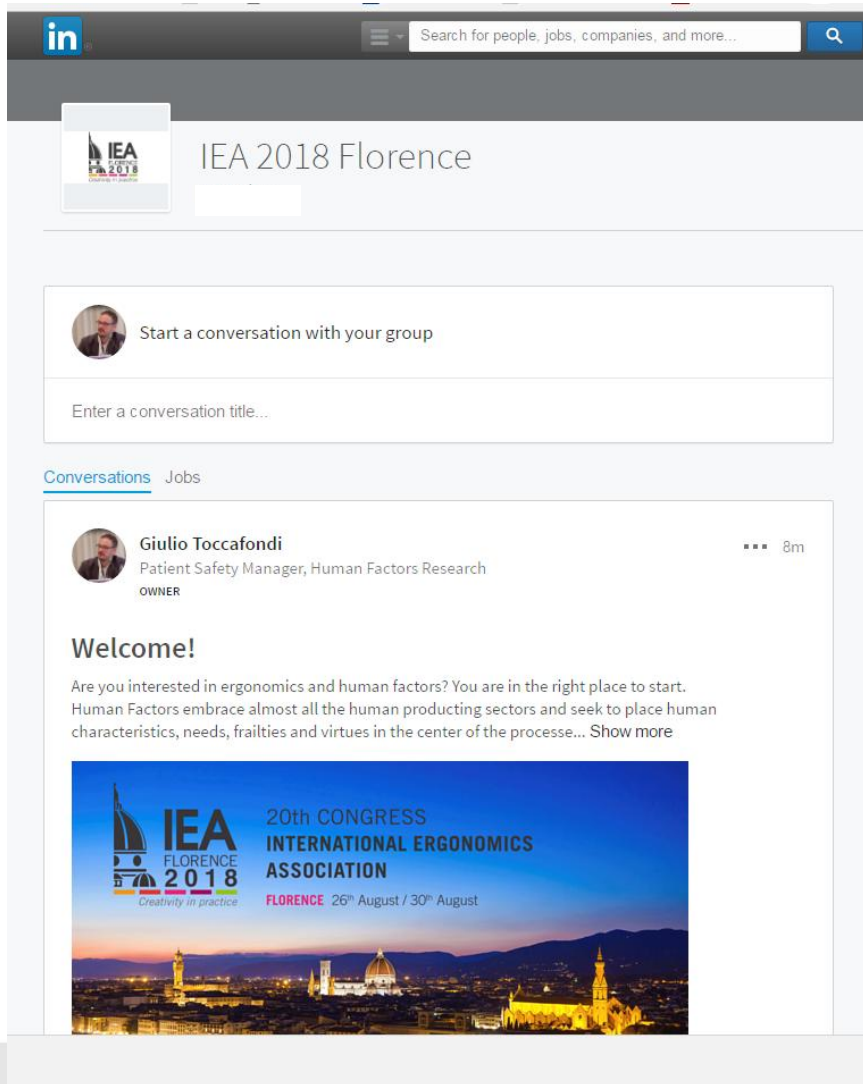 in
Search for people, jobs, companies, and more...
IEA
FLORENCE
2018
Creativity in practice
IEA 2018 Florence
Start a conversation with your group
Enter a conversation title...
Conversations Jobs
Giulio Toccafondi
8m
Patient Safety Manager, Human Factors Research
OWNER
Welcome!
Are you interested in ergonomics and human factors? You are in the right place to start.
Human Factors embrace almost all the human producting sectors and seek to place human
characteristics, needs, frailties and virtues in the center of the processe... Show more
IEA
FLORENCE
2018
Creativity in practice
20th CONGRESS
INTERNATIONAL ERGONOMICS
ASSOCIATION
FLORENCE 26th August / 30th August